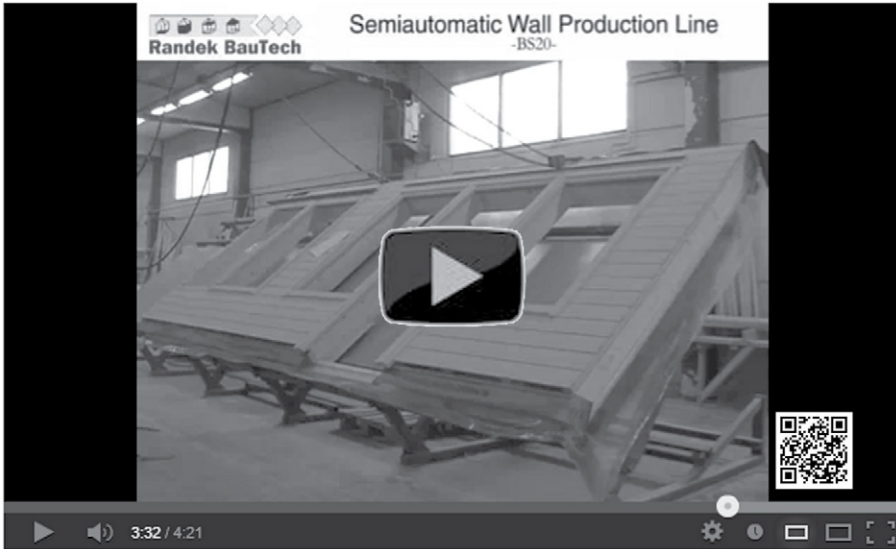 Randek BauTech
Semiautomatic Wall Production Line
-BS20-
3:32 / 4:21